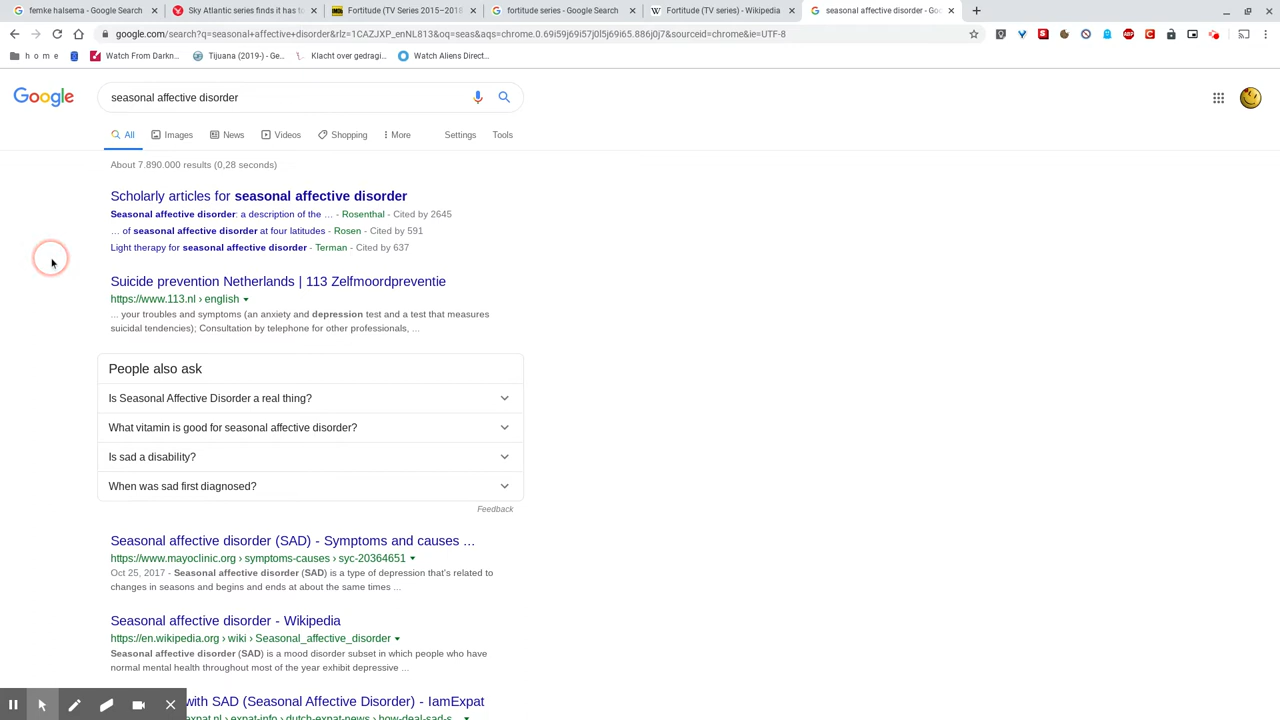 femke halsema - Google Search
Sky Atlantic series finds it has to
Fortitude (TV Series 2015–2018
fortitude series - Google Search
Fortitude (TV series) - Wikipedia
seasonal affective disorder - Goo
google.com/search?q=seasonal+affective+disorder&rlz=1CAZJXP_enNL813&oq=seas&aqs=chrome.0.69i59j69i57j0l5j69i65.886j0j7&sourceid=chrome&ie=UTF-8
h o m e
Watch From Darkn...
Tijuana (2019-) - Ge...
Klacht over gedragi...
Watch Aliens Direct...
Google
seasonal affective disorder
All Images News Videos Shopping More Settings Tools
About 7.890.000 results (0,28 seconds)
Scholarly articles for seasonal affective disorder
Seasonal affective disorder: a description of the ... - Rosenthal - Cited by 2645
... of seasonal affective disorder at four latitudes - Rosen - Cited by 591
Light therapy for seasonal affective disorder - Terman - Cited by 637
Suicide prevention Netherlands | 113 Zelfmoordpreventie
https://www.113.nl › english
... your troubles and symptoms (an anxiety and depression test and a test that measures
suicidal tendencies); Consultation by telephone for other professionals, ...
People also ask
Is Seasonal Affective Disorder a real thing?
What vitamin is good for seasonal affective disorder?
Is sad a disability?
When was sad first diagnosed?
Feedback
Seasonal affective disorder (SAD) - Symptoms and causes ...
https://www.mayoclinic.org › symptoms-causes › syc-20364651
Oct 25, 2017 - Seasonal affective disorder (SAD) is a type of depression that's related to
changes in seasons and begins and ends at about the same times ...
Seasonal affective disorder - Wikipedia
https://en.wikipedia.org › wiki › Seasonal_affective_disorder
Seasonal affective disorder (SAD) is a mood disorder subset in which people who have
normal mental health throughout most of the year exhibit depressive ...
with SAD (Seasonal Affective Disorder) - IamExpat
expat.nl › expat-info › dutch-expat-news › how-deal-sad-s...